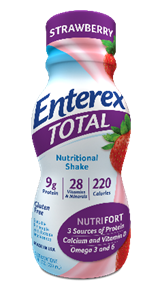 STRAWBERRY
Enterex
TOTAL
Nutritional
Shake
9g 28 220
Protein Vitamins & Minerals Calories
Gluten
Free
NUTRIFORT
3 Sources of Protein
Calcium and Vitamin D
Omega 3 and 6